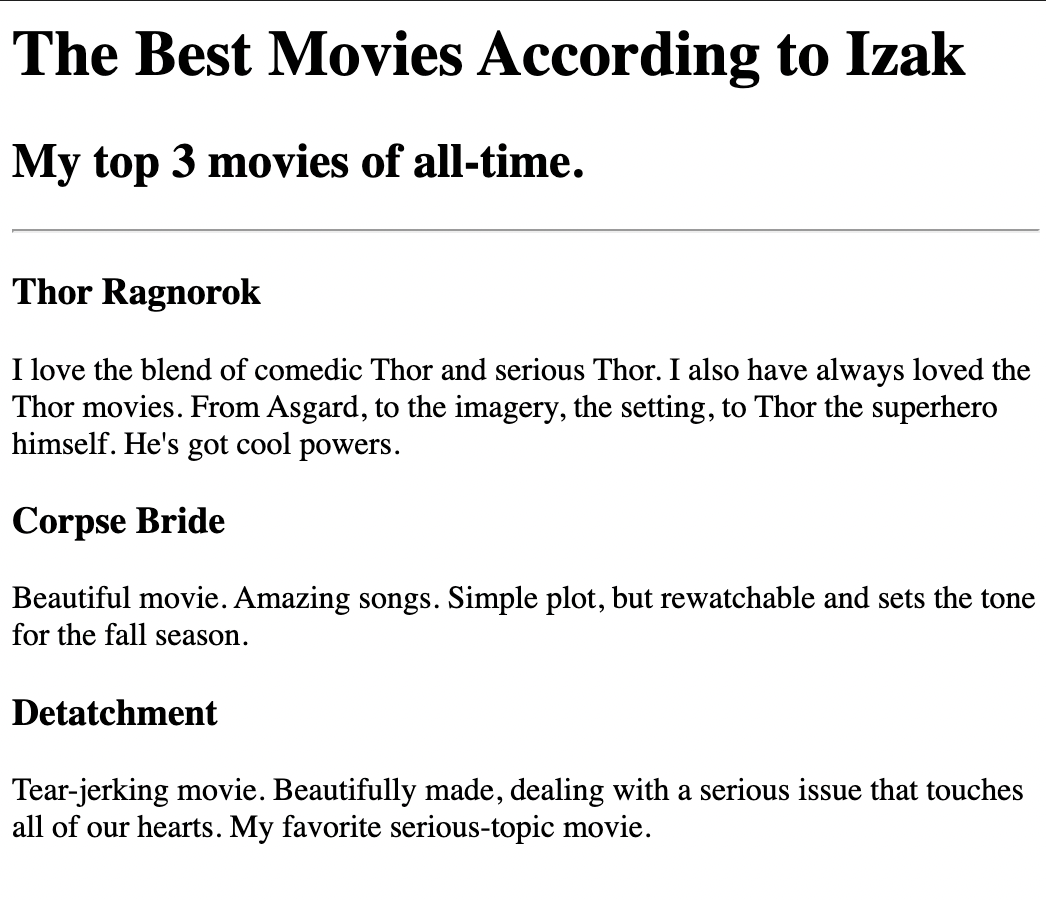 The Best Movies According to Izak
My top 3 movies of all-time.
Thor Ragnorok
I love the blend of comedic Thor and serious Thor. I also have always loved the
Thor movies. From Asgard, to the imagery, the setting, to Thor the superhero
himself. He's got cool powers.
Corpse Bride
Beautiful movie. Amazing songs. Simple plot, but rewatchable and sets the tone
for the fall season.
Detatchment
Tear-jerking movie. Beautifully made, dealing with a serious issue that touches
all of our hearts. My favorite serious-topic movie.